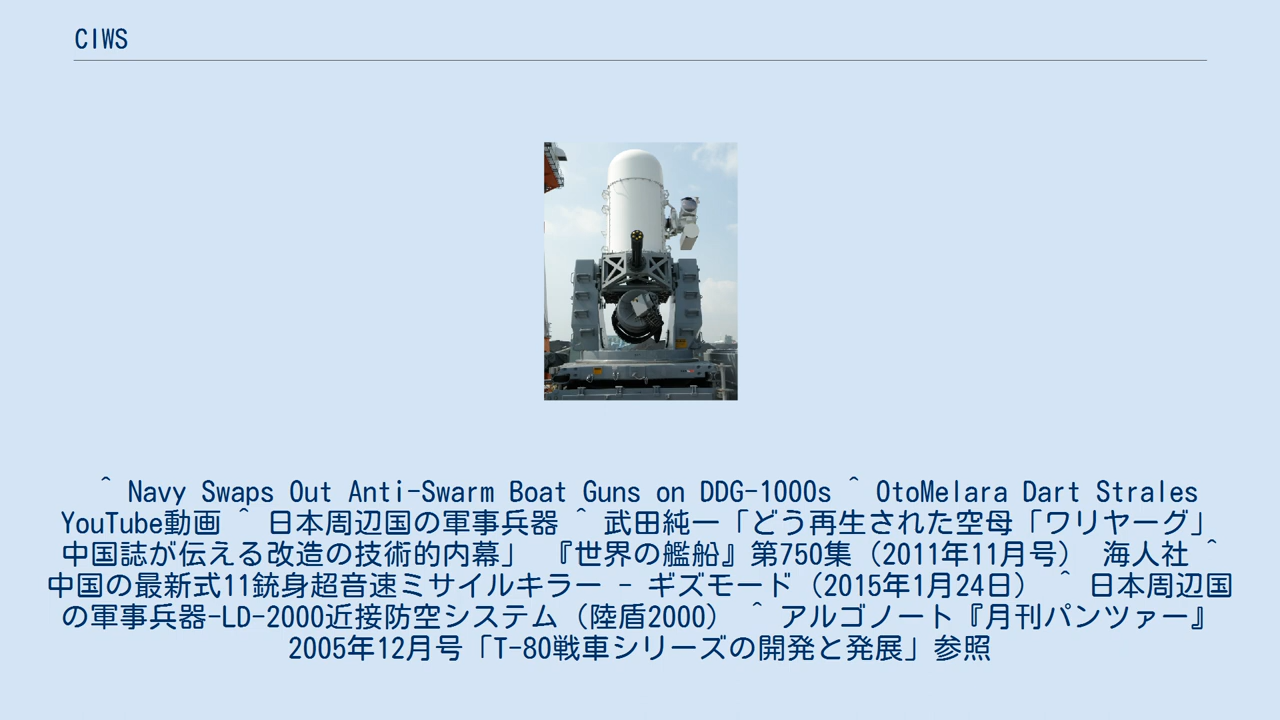 CIWS
^ Navy Swaps Out Anti-Swarm Boat Guns on DDG-1000s ^ OtoMelara Dart Strales
YouTube動画 ^ 日本周辺国の軍事兵器 ^ 武田純一「どう再生された空母「ワリヤーグ」
中国誌が伝える改造の技術的内幕」 『世界の艦船』第750集（2011年11月号） 海人社 ^
中国の最新式11銃身超音速ミサイルキラー - ギズモード（2015年1月24日） ^ 日本周辺国
の軍事兵器-LD-2000近接防空システム（陸盾2000） ^ アルゴノート『月刊パンツァー』
2005年12月号「T-80戦車シリーズの開発と発展」参照